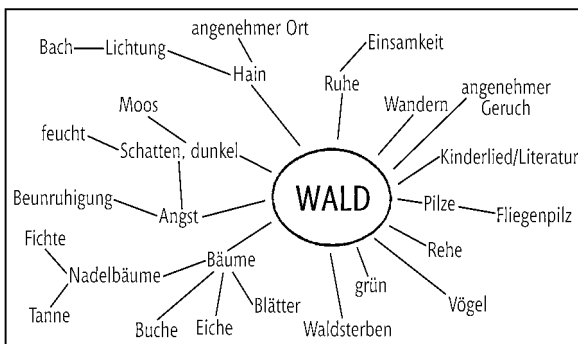 angenehmer Ort
Einsamkeit
Bach
Lichtung
Hain
Ruhe
angenehmer
Geruch
Wandern
Moos
feucht
Schatten, dunkel
Kinderlied/Literatur
Beunruhigung
Angst
WALD
Pilze
Fliegenpilz
Fichte
Nadelbäume
Bäume
Rehe
Tanne
Blätter
grün
Vögel
Buche
Eiche
Waldsterben